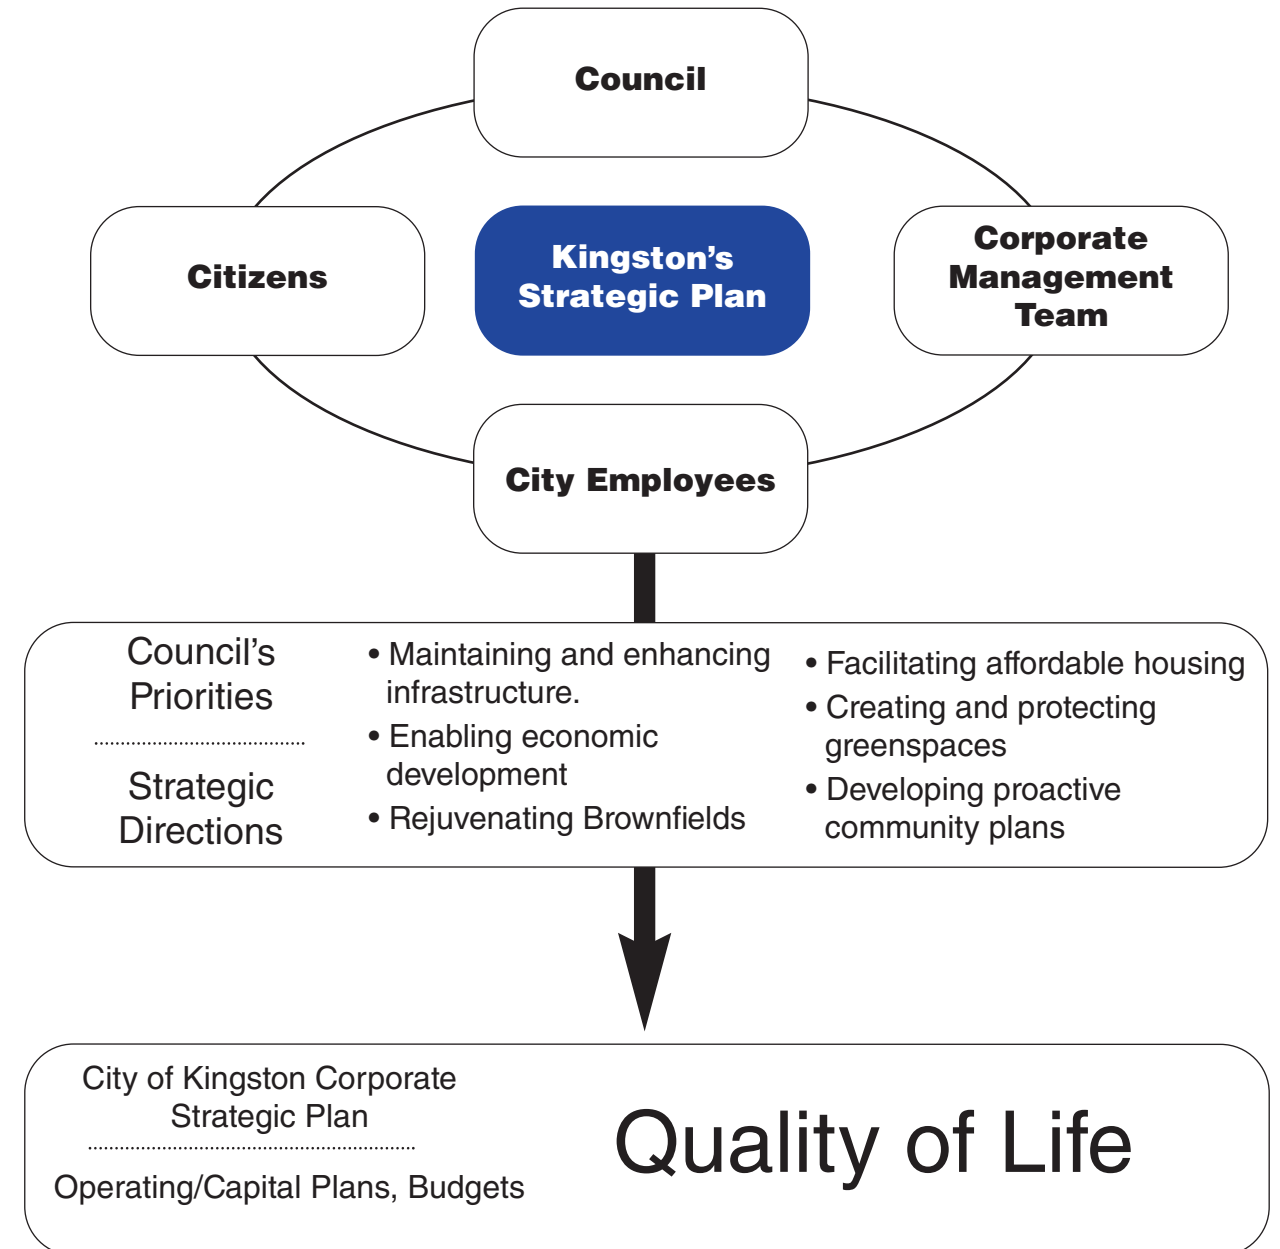 Council
Citizens
Kingston’s
Strategic Plan
Corporate
Management
Team
City Employees
Council’s
Priorities
Strategic
Directions
• Maintaining and enhancing
infrastructure.
• Enabling economic
development
• Rejuvenating Brownfields
• Facilitating affordable housing
• Creating and protecting
greenspaces
• Developing proactive
community plans
City of Kingston Corporate
Strategic Plan
Operating/Capital Plans, Budgets
Quality of Life